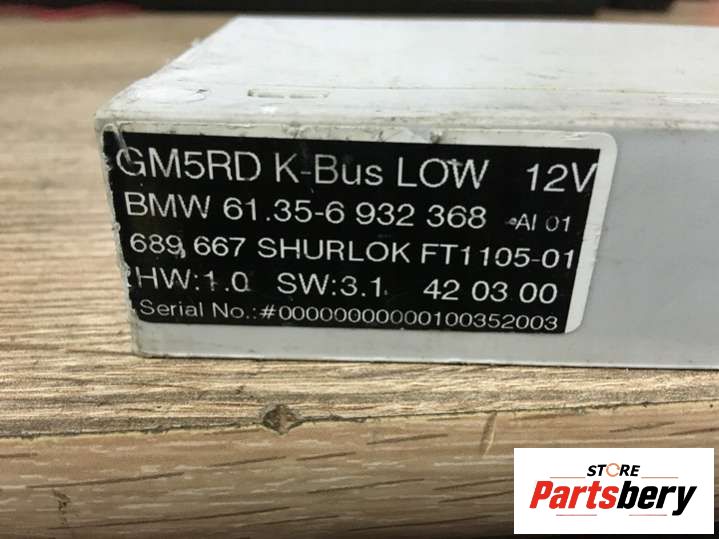 GM5RD K-Bus LOW 12V
BMW 61.35-6 932 368 -AI 01
689 667 SHURLOK FT1105-01
HW:1.0 SW:3.1 42 03 00
Serial No.:#00000000000100352003
STORE
Partsbery